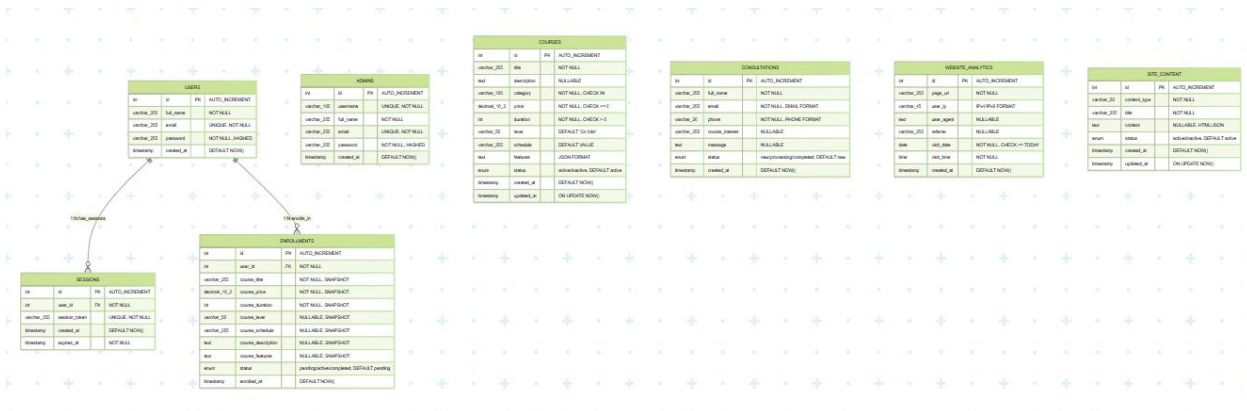 USERS
int id PK AUTO_INCREMENT
varchar_255 full_name NOT NULL
varchar_255 email UNIQUE, NOT NULL
varchar_255 password NOT NULL, HASHED
timestamp created_at DEFAULT NOW()
ADMINS
int id PK AUTO_INCREMENT
varchar_100 username UNIQUE, NOT NULL
varchar_255 full_name NOT NULL
varchar_255 email UNIQUE, NOT NULL
varchar_255 password NOT NULL, HASHED
timestamp created_at DEFAULT NOW()
COURSES
int id PK AUTO_INCREMENT
varchar_255 title NOT NULL
text description NULLABLE
varchar_100 category NOT NULL, CHECK IN
decimal_10_2 price NOT NULL, CHECK >= 0
int duration NOT NULL, CHECK > 0
varchar_50 level
varchar_255 schedule DEFAULT VALUE
text features JSON FORMAT
enum status active/inactive, DEFAULT active
timestamp created_at DEFAULT NOW()
timestamp updated_at ON UPDATE NOW()
CONSULTATIONS
int id PK AUTO_INCREMENT
varchar_255 full_name NOT NULL
varchar_255 email NOT NULL, EMAIL FORMAT
varchar_20 phone NOT NULL, PHONE FORMAT
varchar_255 course_interest NULLABLE
text message NULLABLE
enum status new/processing/completed, DEFAULT new
timestamp created_at DEFAULT NOW()
WEBSITE_ANALYTICS
int id PK AUTO_INCREMENT
varchar_255 page_url NOT NULL
varchar_45 user_ip IPv4/IPv6 FORMAT
text user_agent NULLABLE
varchar_255 referrer NULLABLE
date visit_date NOT NULL, CHECK <= TODAY
time visit_time NOT NULL
timestamp created_at DEFAULT NOW()
SITE_CONTENT
int id PK AUTO_INCREMENT
varchar_50 content_type NOT NULL
varchar_255 title NOT NULL
text content NULLABLE, HTML/JSON
enum status active/inactive, DEFAULT active
timestamp created_at DEFAULT NOW()
timestamp updated_at ON UPDATE NOW()
1:N has_sessions
1:N enrolls_in
SESSIONS
int id PK AUTO_INCREMENT
int user_id FK NOT NULL
varchar_255 session_token UNIQUE, NOT NULL
timestamp created_at DEFAULT NOW()
timestamp expires_at NOT NULL
ENROLLMENTS
int id PK AUTO_INCREMENT
int user_id FK NOT NULL
varchar_255 course_title NOT NULL, SNAPSHOT
decimal_10_2 course_price NOT NULL, SNAPSHOT
int course_duration NOT NULL, SNAPSHOT
varchar_50 course_level NULLABLE, SNAPSHOT
varchar_255 course_schedule NULLABLE, SNAPSHOT
text course_description NULLABLE, SNAPSHOT
text course_features NULLABLE, SNAPSHOT
enum status pending/active/completed, DEFAULT pending
timestamp enrolled_at DEFAULT NOW()